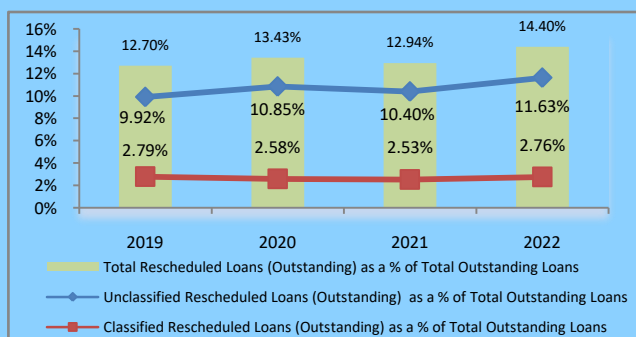 16%
14%
12%
10%
8%
6%
4%
2%
0%
12.70% 13.43% 12.94% 14.40%
9.92% 10.85% 10.40% 11.63%
2.79% 2.58% 2.53% 2.76%
2019 2020 2021 2022
Total Rescheduled Loans (Outstanding) as a % of Total Outstanding Loans
Unclassified Rescheduled Loans (Outstanding) as a % of Total Outstanding Loans
Classified Rescheduled Loans (Outstanding) as a % of Total Outstanding Loans